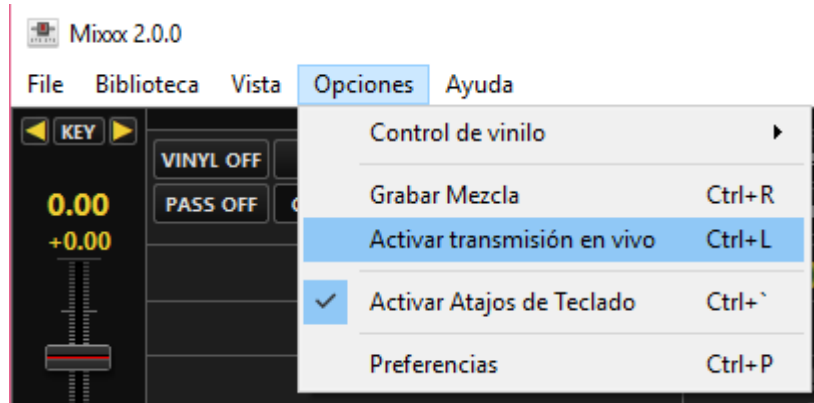 Mixxx 2.0.0
File Biblioteca Vista Opciones Ayuda
KEY
VINYL OFF
PASS OFF
0.00
+0.00
Control de vinilo
Grabar Mezcla Ctrl+R
Activar transmisión en vivo Ctrl+L
Activar Atajos de Teclado Ctrl+`
Preferencias Ctrl+P